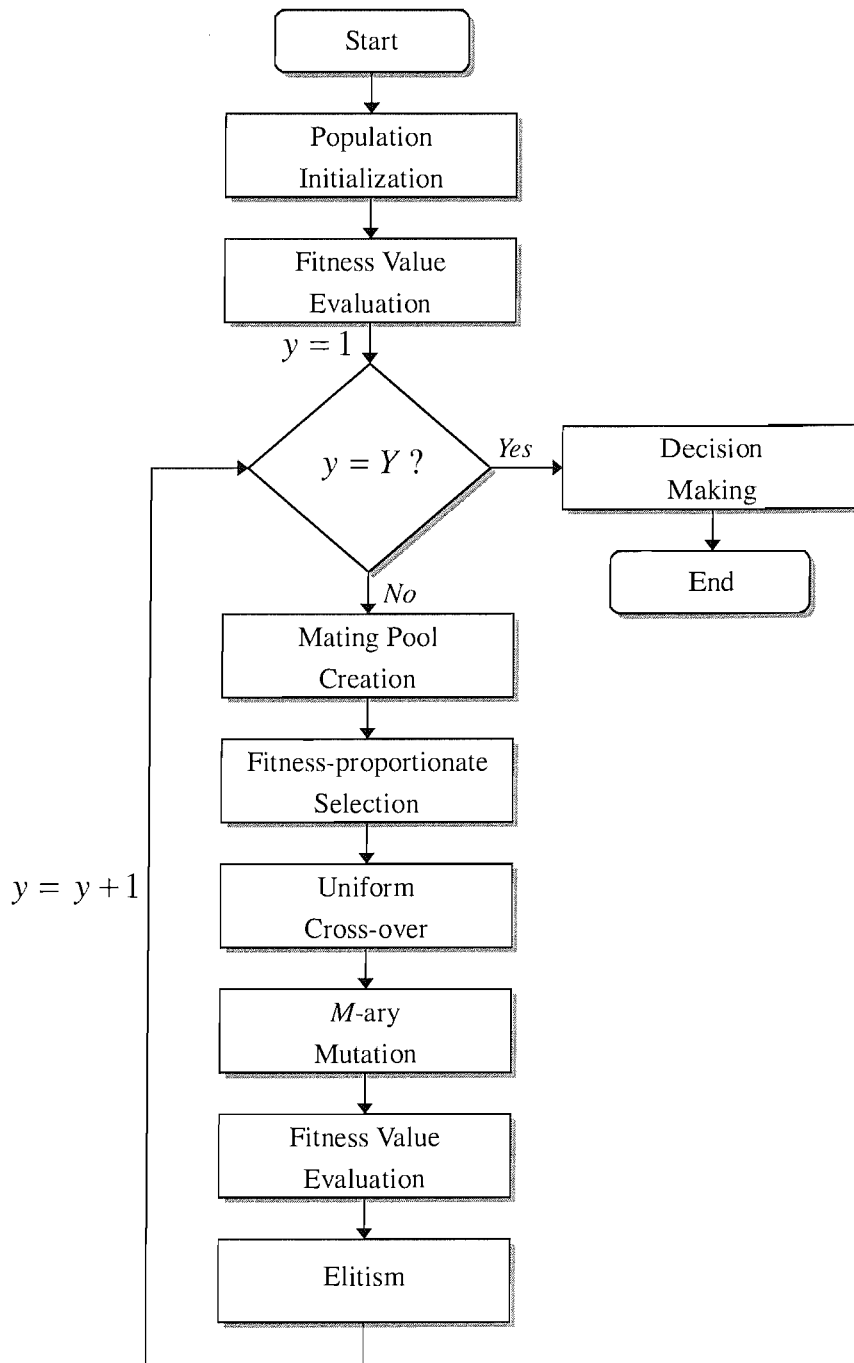 Start
Population
Initialization
Fitness Value
Evaluation
y = 1
y = Y ?
Yes
Decision
Making
End
No
Mating Pool
Creation
Fitness-proportionate
Selection
y = y + 1
Uniform
Cross-over
M-ary
Mutation
Fitness Value
Evaluation
Elitism